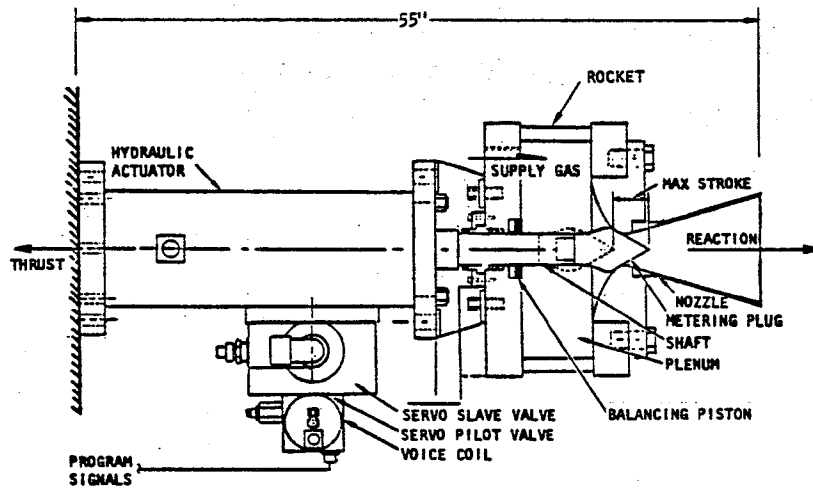 55"
ROCKET
HYDRAULIC
ACTUATOR
SUPPLY GAS
MAX STROKE
REACTION
THRUST
NOZZLE
METERING PLUG
SHAFT
PLENUM
BALANCING PISTON
SERVO SLAVE VALVE
SERVO PILOT VALVE
VOICE COIL
PROGRAM
SIGNALS